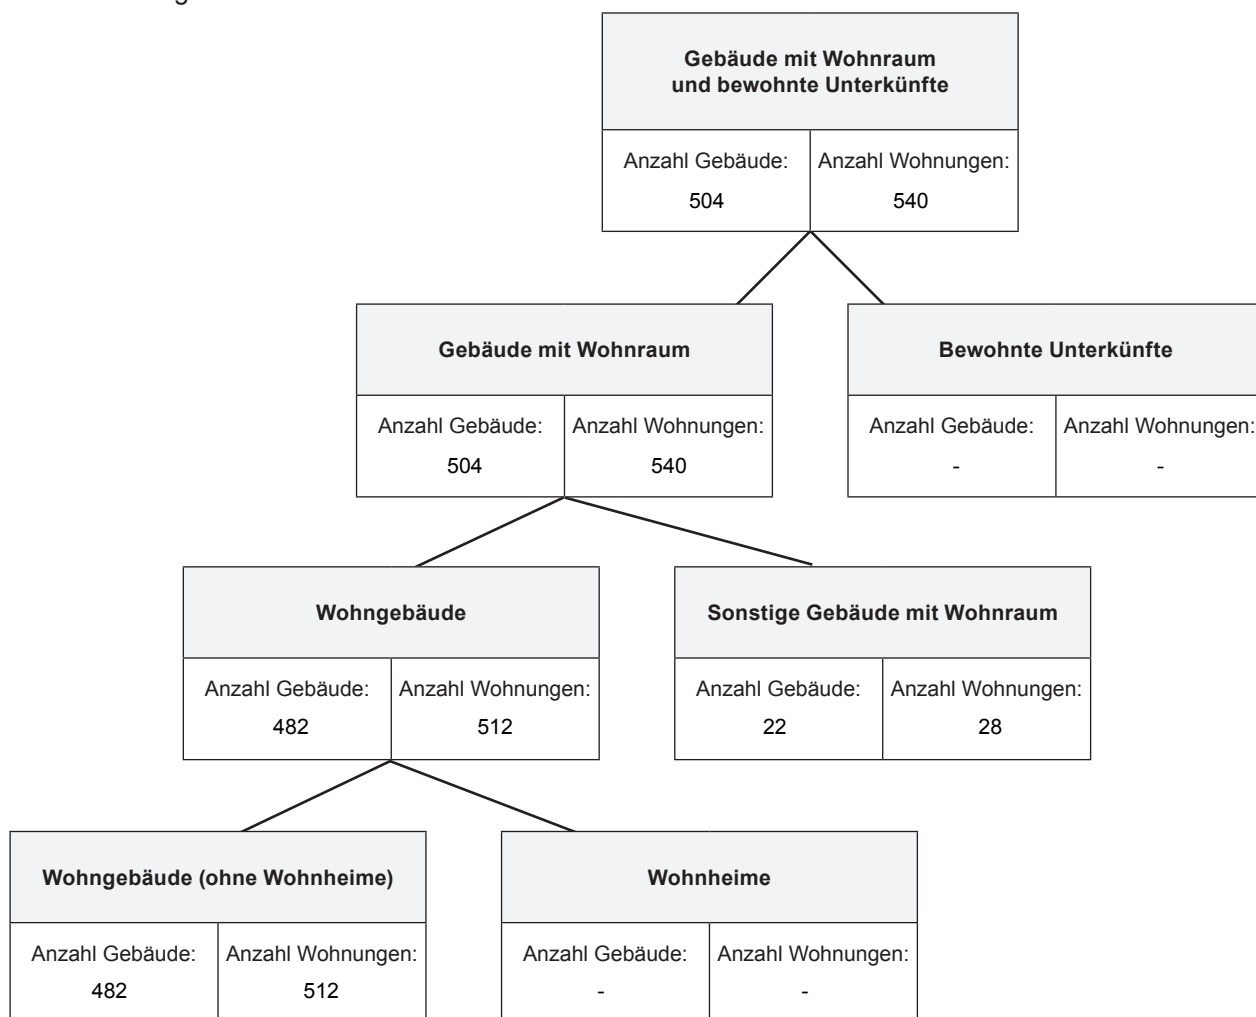 Gebäude mit Wohnraum
und bewohnte Unterkünfte
Anzahl Gebäude: Anzahl Wohnungen:
504 540
Gebäude mit Wohnraum
Anzahl Gebäude: Anzahl Wohnungen:
504 540
Bewohnte Unterkünfte
Anzahl Gebäude: Anzahl Wohnungen:
- -
Wohngebäude
Anzahl Gebäude: Anzahl Wohnungen:
482 512
Sonstige Gebäude mit Wohnraum
Anzahl Gebäude: Anzahl Wohnungen:
22 28
Wohngebäude (ohne Wohnheime)
Anzahl Gebäude: Anzahl Wohnungen:
482 512
Wohnheime
Anzahl Gebäude: Anzahl Wohnungen:
- -